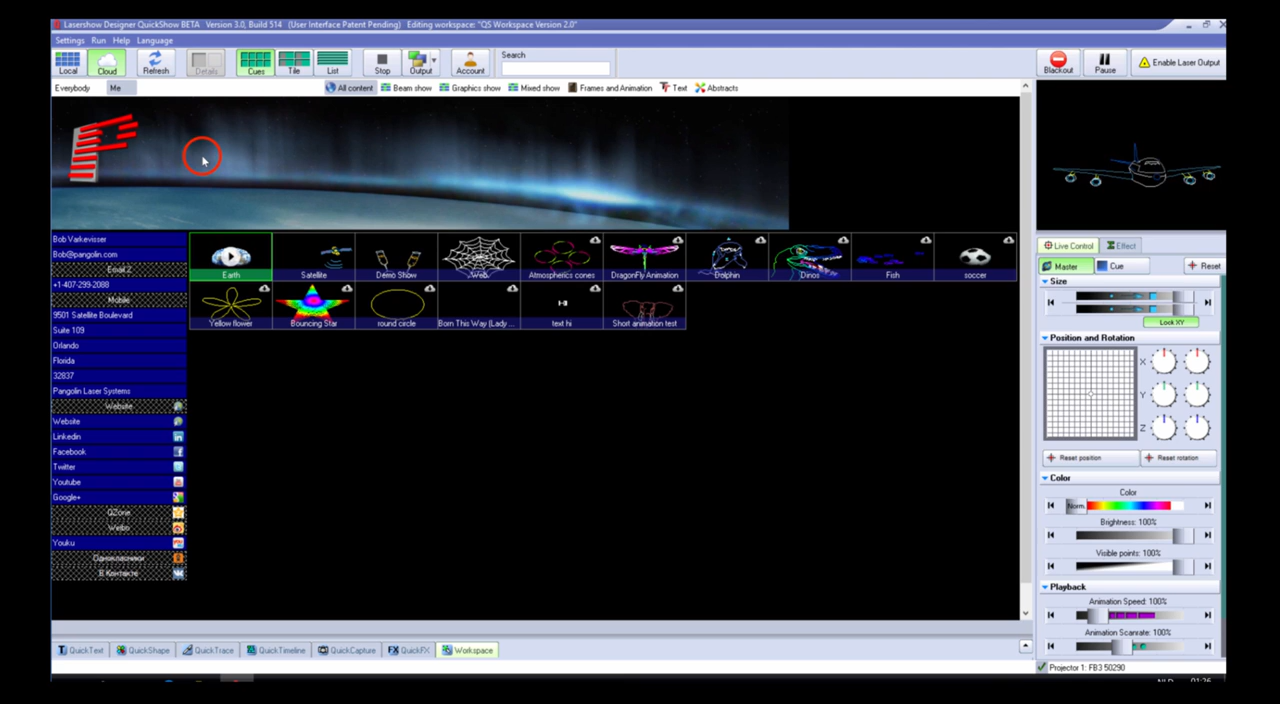 Lasershow Designer QuickShow BETA Version 3.0, Build 514 (User Interface Patent Pending) Editing workspace: "QS Workspace Version 2.0"
Settings Run Help Language
Local Cloud Refresh Details Cues Tile List Stop Output Account Search
Blackout Pause Enable Laser Output
Everybody Me All content Beam show Graphics show Mixed show Frames and Animation Text Abstracts
Bob Varkevisser
Bob@pangolin.com
Email 2
+1-407-299-2088
Mobile
9501 Satellite Boulevard
Suite 109
Orlando
Florida
32837
Pangolin Laser Systems
Website
Website
Linkedin
Facebook
Twitter
Youtube
Google+
QZone
Weibo
Youku
Одноклассники
В Контакте
Earth Satellite Demo Show Web Atmospherics cones DragonFly Animation Dolphin Dinos Fish soccer
Yellow flower Bouncing Star round circle Born This Way (Lady ... text hi Short animation test
Live Control Effect
Master Cue Reset
Size
Lock XY
Position and Rotation
X
Y
Z
Reset position Reset rotation
Color
Color
Norm.
Brightness: 100%
Visible points: 100%
Playback
Animation Speed: 100%
Animation Scanrate: 100%
QuickText QuickShape QuickTrace QuickTimeline QuickCapture FX QuickFX Workspace
Projector 1: FB3 50290
NLD 01:36